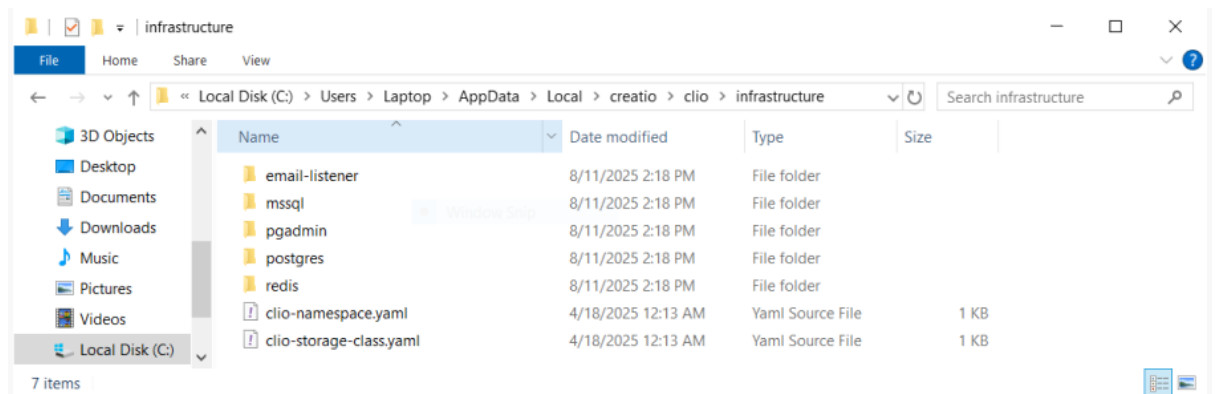 infrastructure
File Home Share View
« Local Disk (C:) > Users > Laptop > AppData > Local > creatio > clio > infrastructure Search infrastructure
3D Objects
Desktop
Documents
Downloads
Music
Pictures
Videos
Local Disk (C:)
Name Date modified Type Size
email-listener 8/11/2025 2:18 PM File folder
mssql 8/11/2025 2:18 PM File folder
Window Snip
pgadmin 8/11/2025 2:18 PM File folder
postgres 8/11/2025 2:18 PM File folder
redis 8/11/2025 2:18 PM File folder
clio-namespace.yaml 4/18/2025 12:13 AM Yaml Source File 1 KB
clio-storage-class.yaml 4/18/2025 12:13 AM Yaml Source File 1 KB
7 items